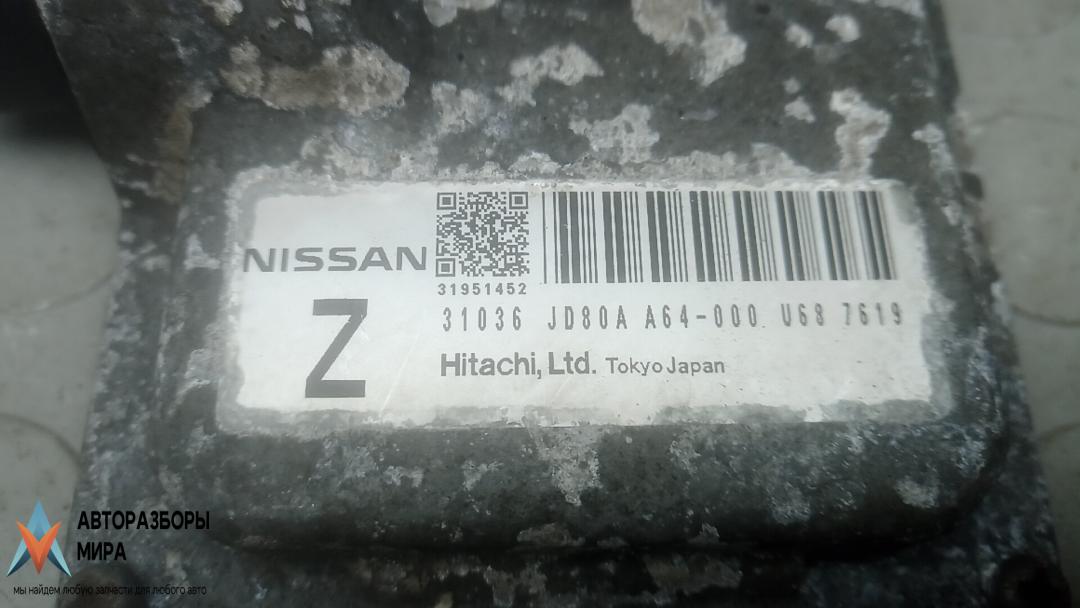 NISSAN
31951452
Z
31036 JD80A A64-000 U68 7619
Hitachi, Ltd. Tokyo Japan
АВТОРАЗБОРЫ
МИРА
мы найдем любую запчасти для любого авто